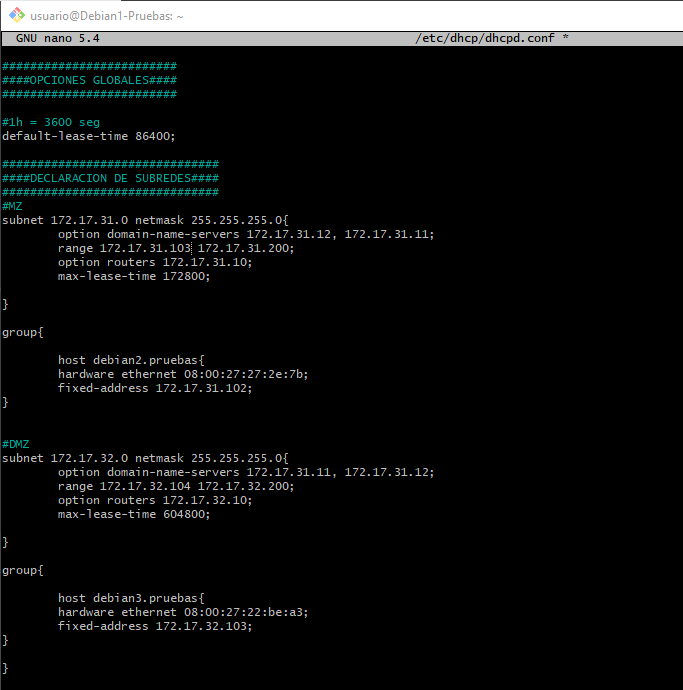 usuario@Debian1-Pruebas: ~
GNU nano 5.4 /etc/dhcp/dhcpd.conf *
#########################
####OPCIONES GLOBALES####
#########################
#1h = 3600 seg
default-lease-time 86400;
###############################
####DECLARACION DE SUBREDES####
###############################
#MZ
subnet 172.17.31.0 netmask 255.255.255.0{
option domain-name-servers 172.17.31.12, 172.17.31.11;
range 172.17.31.103 172.17.31.200;
option routers 172.17.31.10;
max-lease-time 172800;
}
group{
host debian2.pruebas{
hardware ethernet 08:00:27:27:2e:7b;
fixed-address 172.17.31.102;
}
#DMZ
subnet 172.17.32.0 netmask 255.255.255.0{
option domain-name-servers 172.17.31.11, 172.17.31.12;
range 172.17.32.104 172.17.32.200;
option routers 172.17.32.10;
max-lease-time 604800;
}
group{
host debian3.pruebas{
hardware ethernet 08:00:27:22:be:a3;
fixed-address 172.17.32.103;
}
}